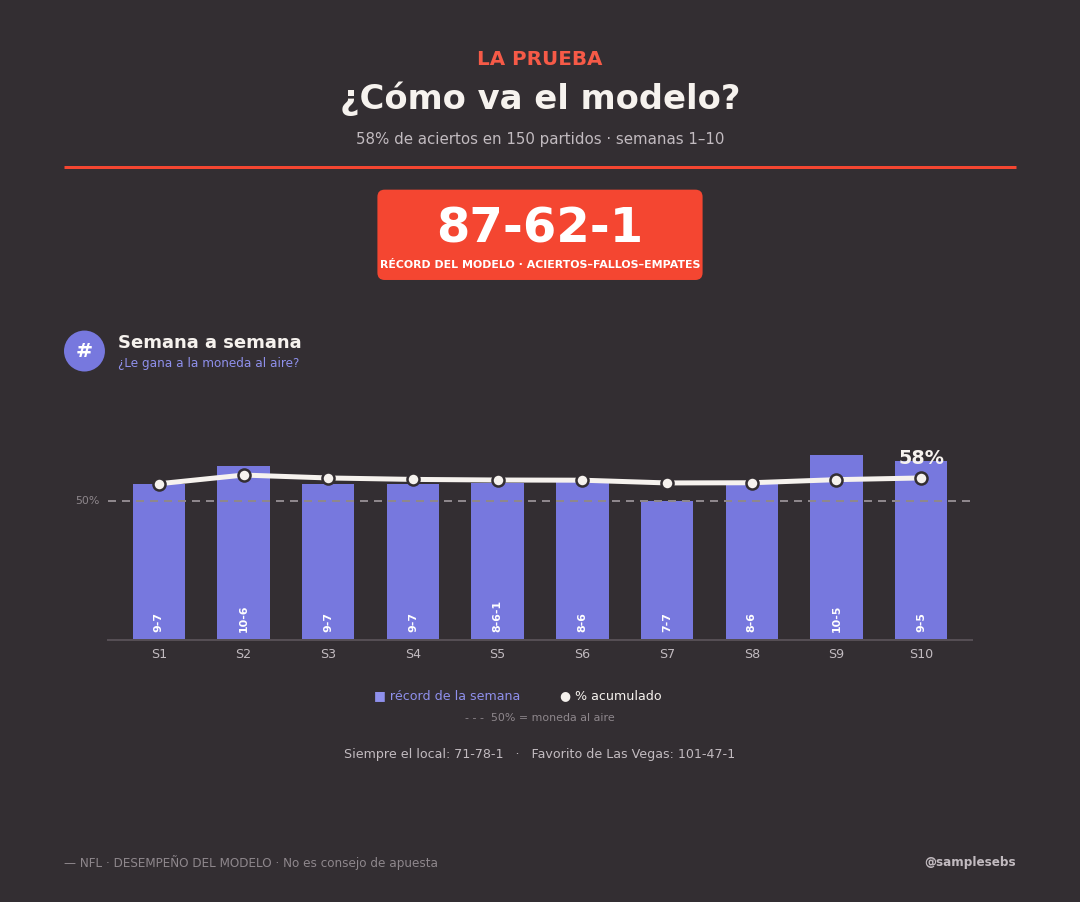 LA PRUEBA
¿Cómo va el modelo?
58% de aciertos en 150 partidos · semanas 1–10
87-62-1
RÉCORD DEL MODELO · ACIERTOS–FALLOS–EMPATES
#
Semana a semana
¿Le gana a la moneda al aire?
58%
50%
9-7
10-6
9-7
9-7
8-6-1
8-6
7-7
8-6
10-5
9-5
S1 S2 S3 S4 S5 S6 S7 S8 S9 S10
■ récord de la semana ● % acumulado
- - - 50% = moneda al aire
Siempre el local: 71-78-1 · Favorito de Las Vegas: 101-47-1
— NFL · DESEMPEÑO DEL MODELO · No es consejo de apuesta
@samplesebs